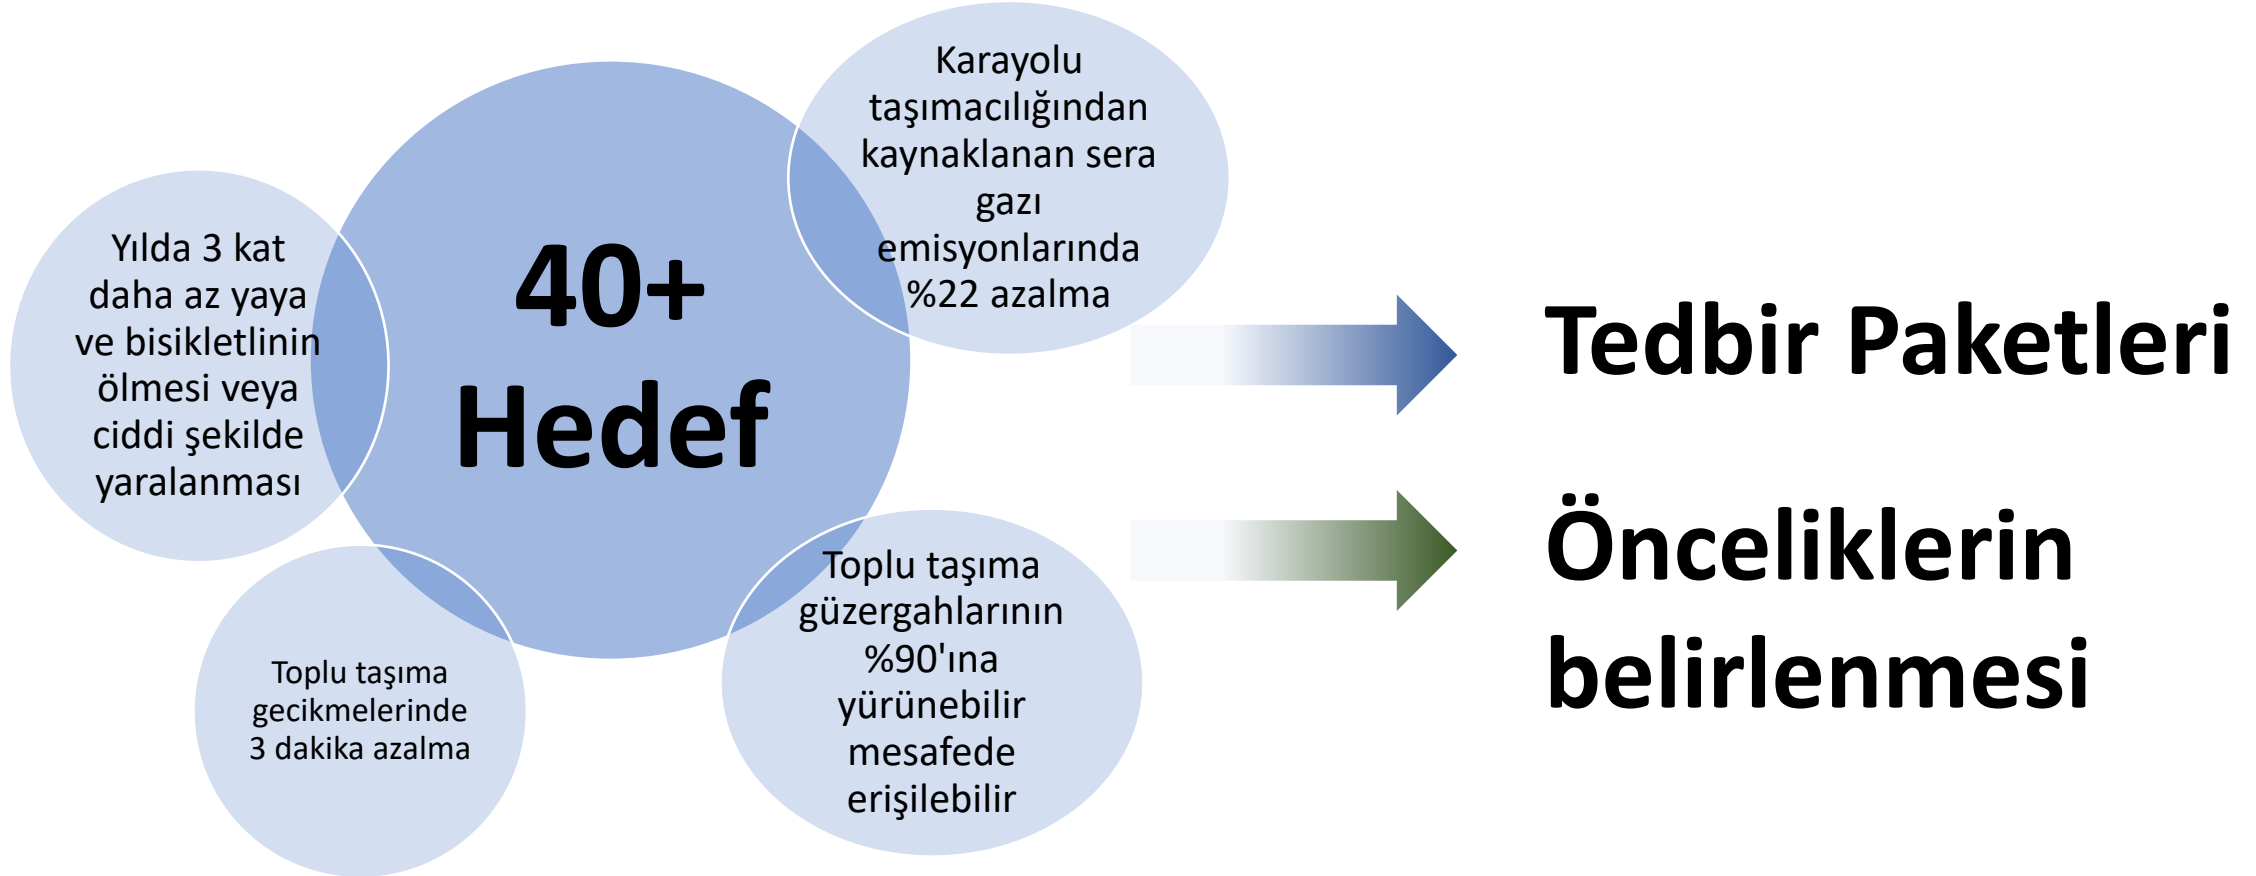 Karayolu
taşımacılığından
kaynaklanan sera
gazı
emisyonlarında
%22 azalma
Yılda 3 kat
daha az yaya
ve bisikletlinin
ölmesi veya
ciddi şekilde
yaralanması
40+
Hedef
Toplu taşıma
gecikmelerinde
3 dakika azalma
Toplu taşıma
güzergahlarının
%90'ına
yürünebilir
mesafede
erişilebilir
Tedbir Paketleri
Önceliklerin
belirlenmesi